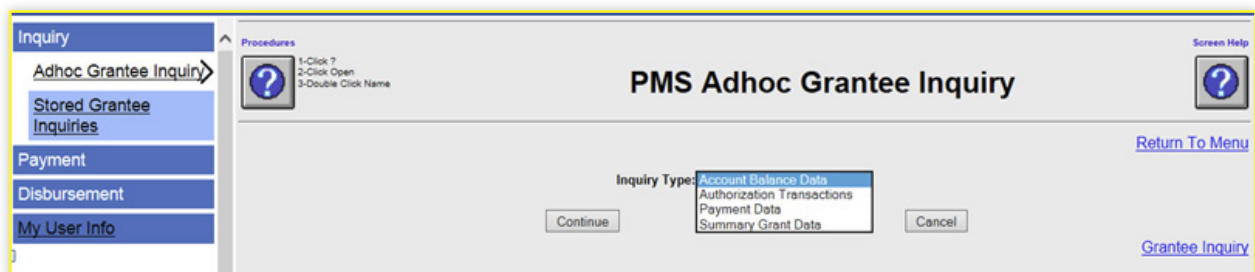 Inquiry
Adhoc Grantee Inquiry
Stored Grantee
Inquiries
Payment
Disbursement
My User Info
Procedures
1-Click ?
2-Click Open
3-Double Click Name
?
PMS Adhoc Grantee Inquiry
Screen Help
?
Return To Menu
Inquiry Type:
Account Balance Data
Authorization Transactions
Payment Data
Summary Grant Data
Continue
Cancel
Grantee Inquiry